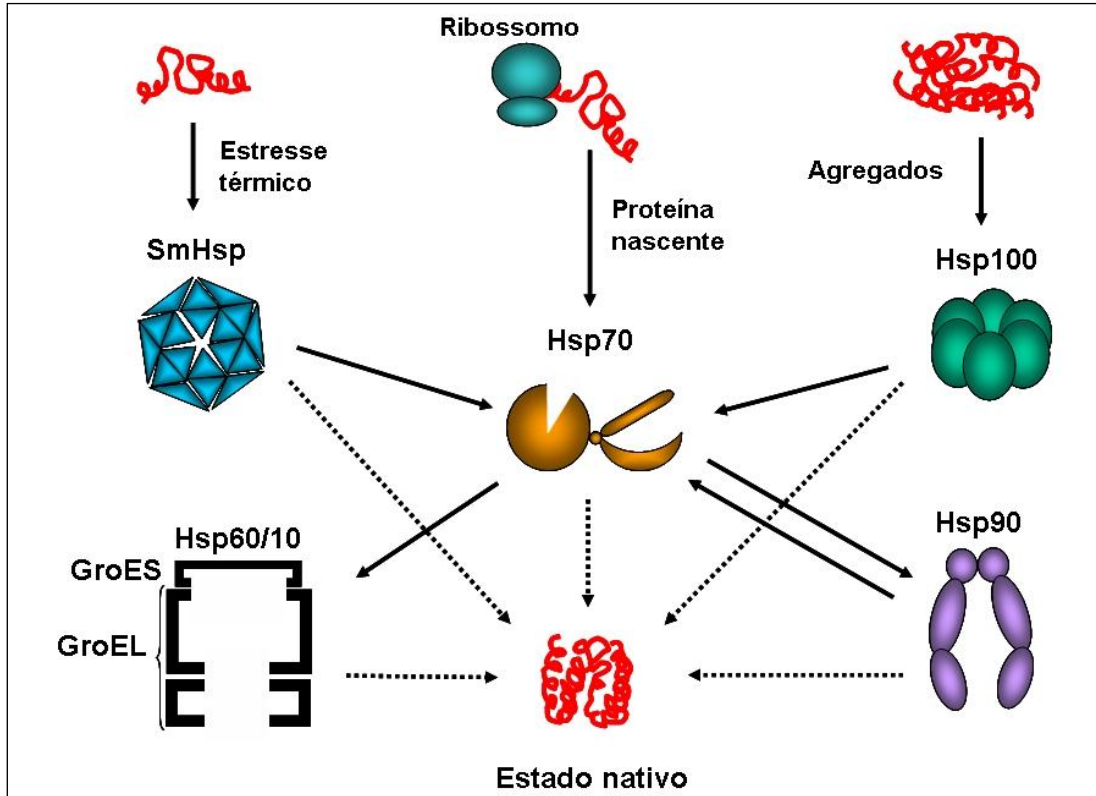 Ribossomo
Estresse
térmico
Agregados
Proteína
nascente
SmHsp
Hsp100
Hsp70
Hsp60/10
Hsp90
GroES
GroEL
Estado nativo